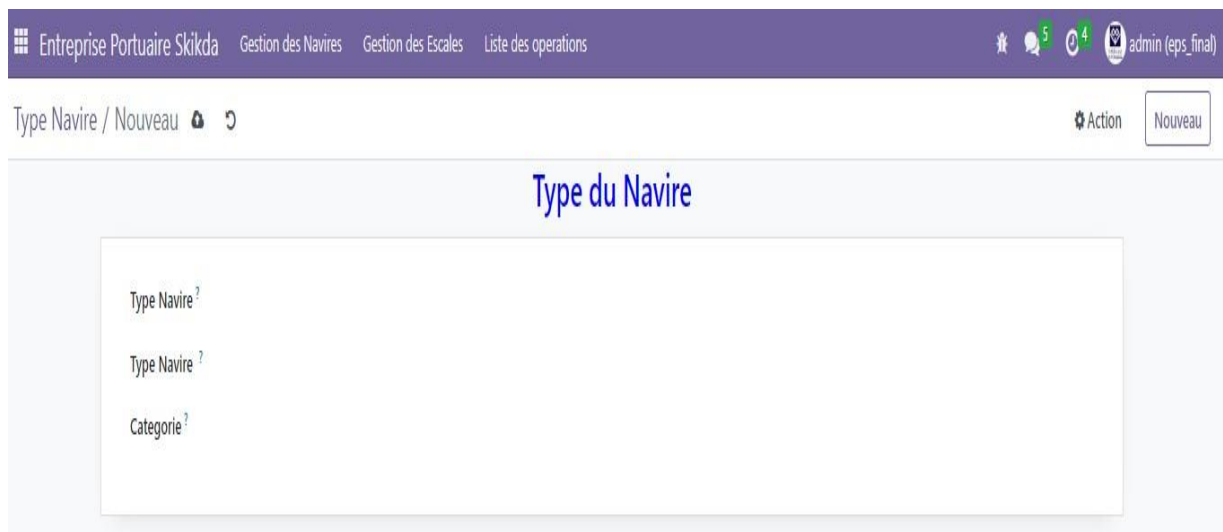 Entreprise Portuaire Skikda Gestion des Navires Gestion des Escales Liste des operations 5 4 admin (eps_final)
Type Navire / Nouveau Action Nouveau
Type du Navire
Type Navire ?
Type Navire ?
Categorie ?